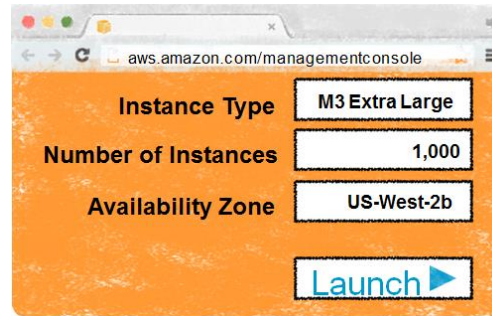 aws.amazon.com/managementconsole
Instance Type M3 Extra Large
Number of Instances 1,000
Availability Zone US-West-2b
Launch